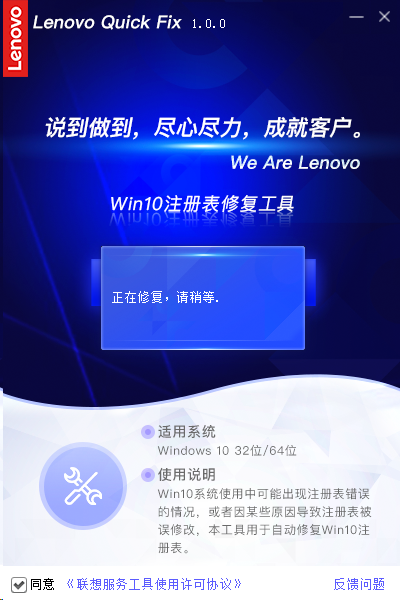 Lenovo
Lenovo Quick Fix 1.0.0
说到做到，尽心尽力，成就客户。
We Are Lenovo
Win10注册表修复工具
正在修复，请稍等.
适用系统
Windows 10 32位/64位
使用说明
Win10系统使用中可能出现注册表错误
的情况，或者因某些原因导致注册表被
误修改，本工具用于自动修复Win10注
册表。
同意 《联想服务工具使用许可协议》 反馈问题